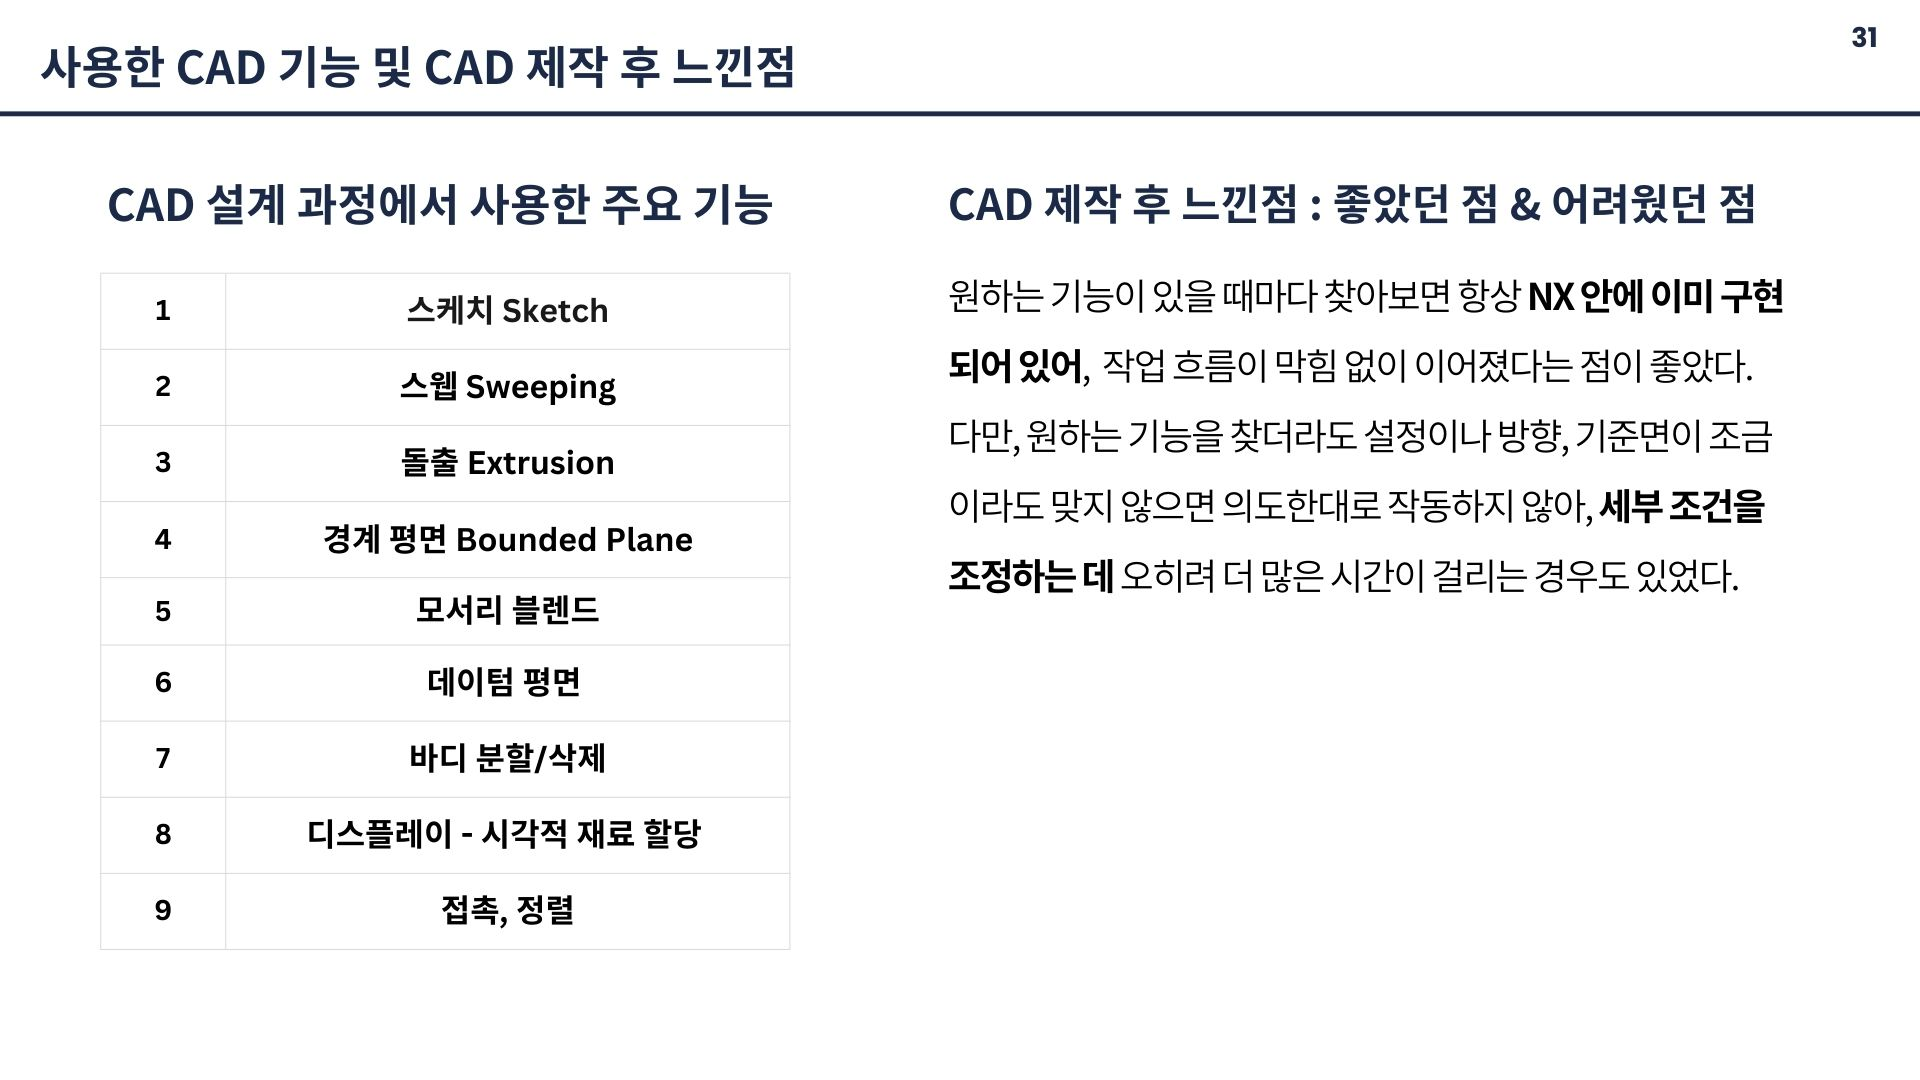 사용한 CAD 기능 및 CAD 제작 후 느낀점
31
CAD 설계 과정에서 사용한 주요 기능
1 스케치 Sketch
2 스웹 Sweeping
3 돌출 Extrusion
4 경계 평면 Bounded Plane
5 모서리 블렌드
6 데이텀 평면
7 바디 분할/삭제
8 디스플레이 - 시각적 재료 할당
9 접촉, 정렬
CAD 제작 후 느낀점 : 좋았던 점 & 어려웠던 점
원하는 기능이 있을 때마다 찾아보면 항상 NX 안에 이미 구현
되어 있어, 작업 흐름이 막힘 없이 이어졌다는 점이 좋았다.
다만, 원하는 기능을 찾더라도 설정이나 방향, 기준면이 조금
이라도 맞지 않으면 의도한대로 작동하지 않아, 세부 조건을
조정하는 데 오히려 더 많은 시간이 걸리는 경우도 있었다.